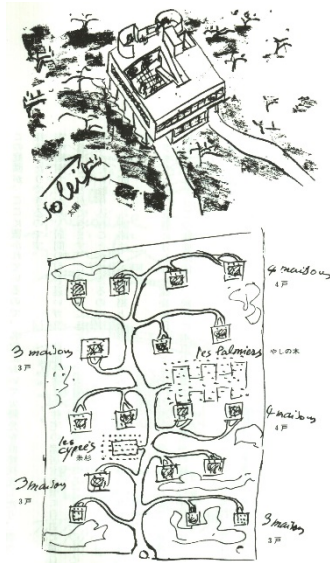 soleil
太陽
4 maisons
4戸
les Palmiers
やしの木
3 maisons
3戸
4 maisons
4戸
les cyprès
糸杉
3 maisons
3戸
3 maisons
3戸